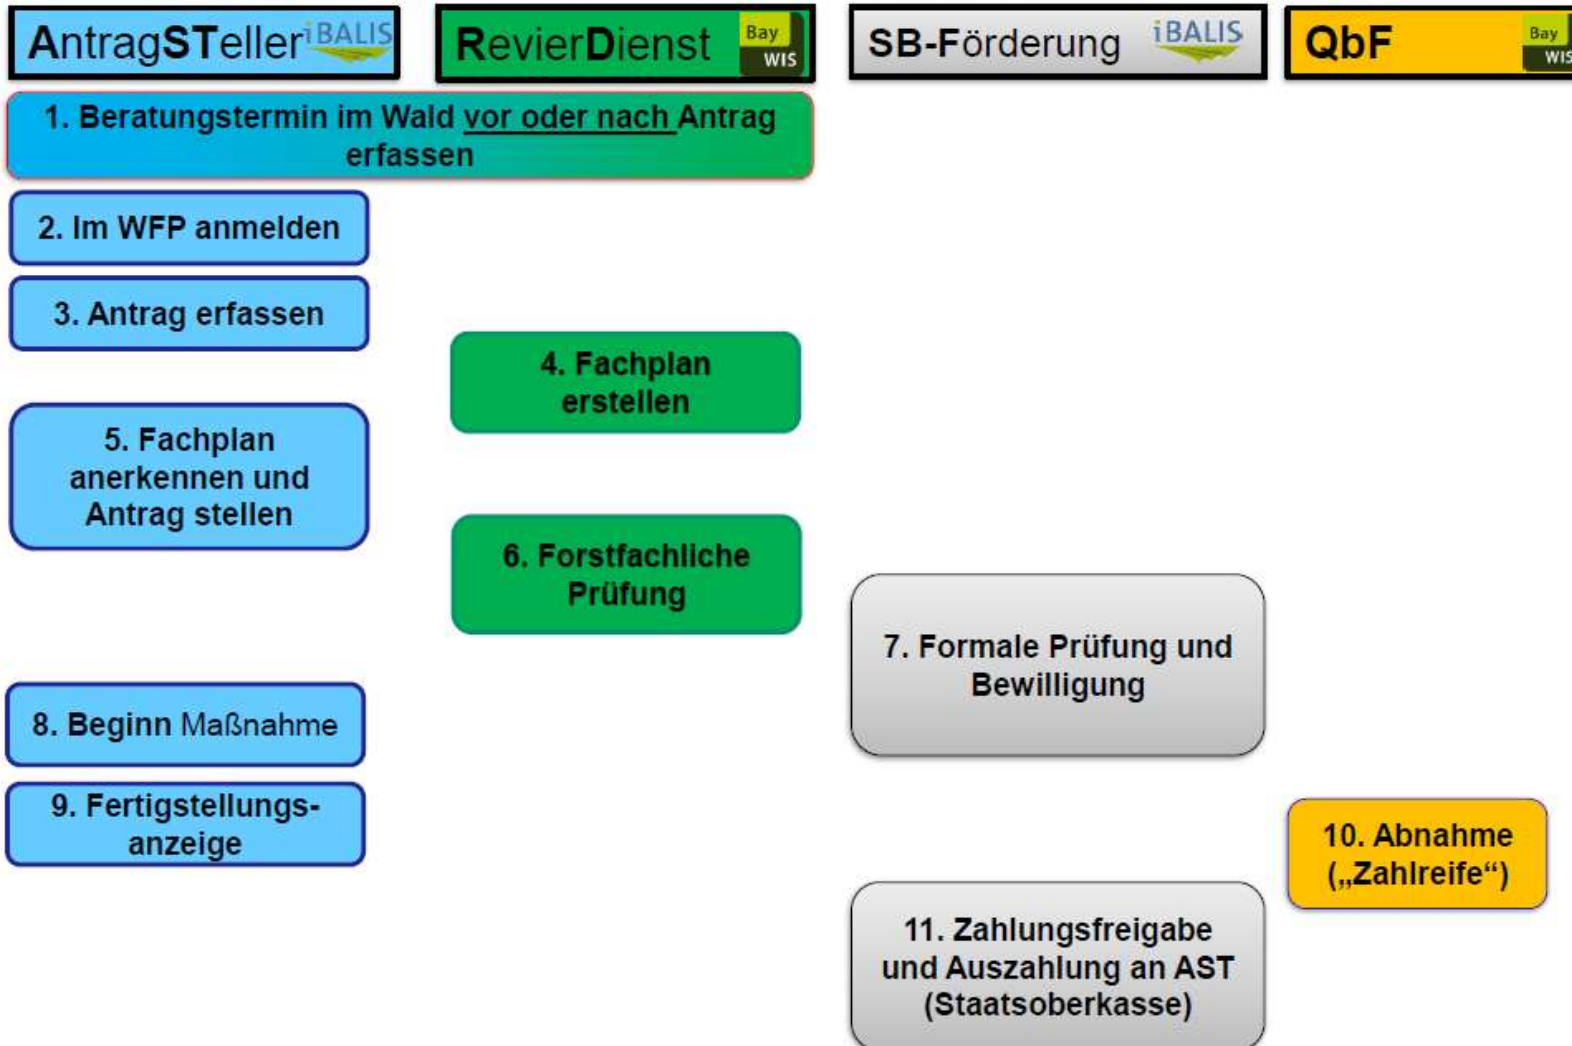 AntragSTeller iBALIS
RevierDienst Bay WIS
SB-Förderung iBALIS
QbF Bay WIS
1. Beratungstermin im Wald vor oder nach Antrag
erfassen
2. Im WFP anmelden
3. Antrag erfassen
4. Fachplan
erstellen
5. Fachplan
anerkennen und
Antrag stellen
6. Forstfachliche
Prüfung
7. Formale Prüfung und
Bewilligung
8. Beginn Maßnahme
9. Fertigstellungs-
anzeige
10. Abnahme
(„Zahlreife“)
11. Zahlungsfreigabe
und Auszahlung an AST
(Staatsoberkasse)